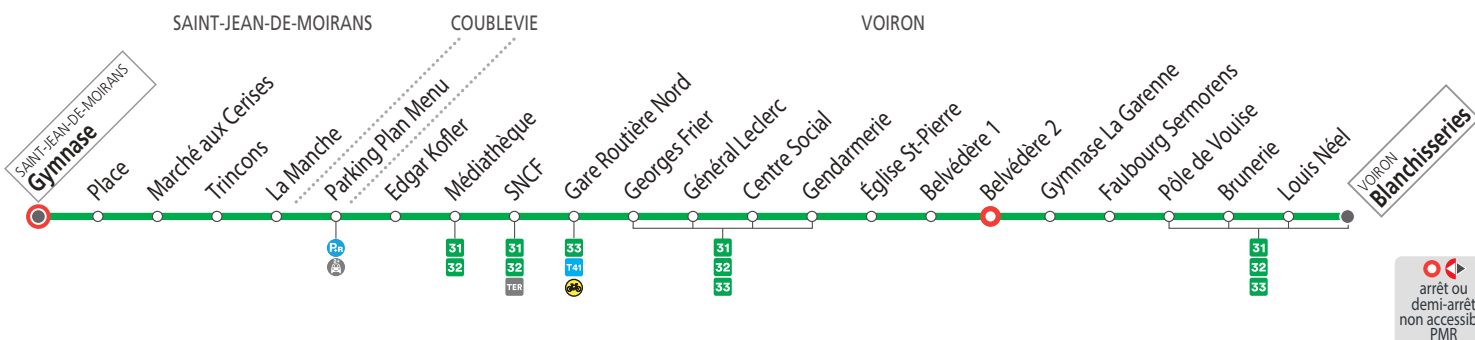 SAINT-JEAN-DE-MOIRANS
COUBLEVIE
VOIRON
SAINT-JEAN-DE-MOIRANS
Gymnase
Place
Marché aux Cerises
Trincons
La Manche
Parking Plan Menu
Edgar Kofler
Médiathèque
SNCF
Gare Routière Nord
Georges Frier
Général Leclerc
Centre Social
Gendarmerie
Église St-Pierre
Belvédère 1
Belvédère 2
Gymnase La Garenne
Faubourg Sermorens
Pôle de Vouise
Brunerie
Louis Néel
VOIRON
Blanchisseries
P+R
31
32
31
32
TER
33
T41
31
32
33
31
32
33
arrêt ou
demi-arrêt
non accessib
PMR